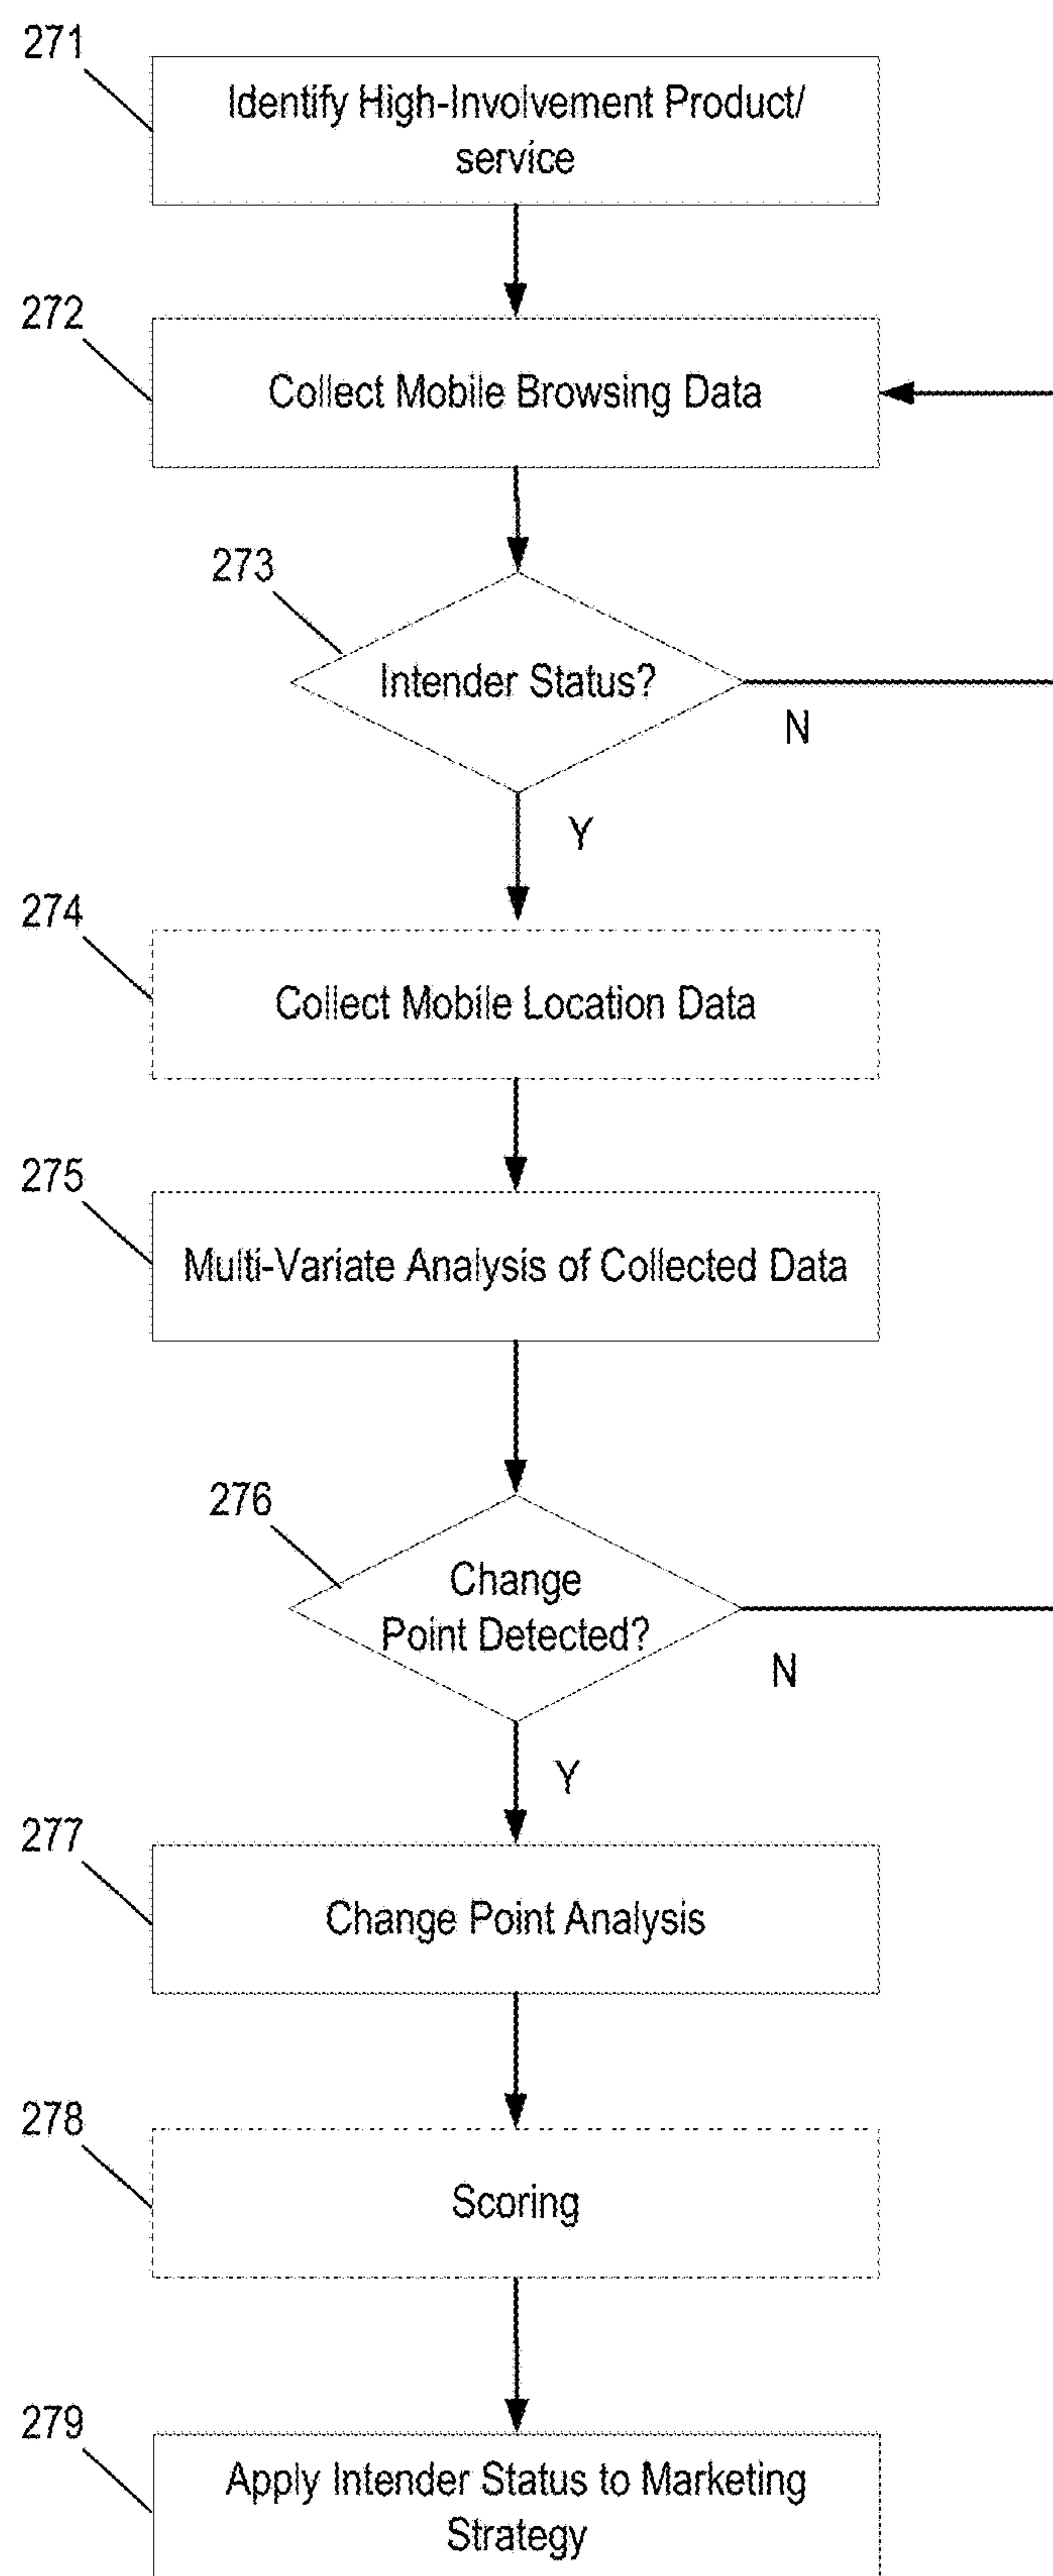 271
Identify High-Involvement Product/
service
272
Collect Mobile Browsing Data
273
Intender Status?
N
Y
274
Collect Mobile Location Data
275
Multi-Variate Analysis of Collected Data
276
Change
Point Detected?
N
Y
277
Change Point Analysis
278
Scoring
279
Apply Intender Status to Marketing
Strategy